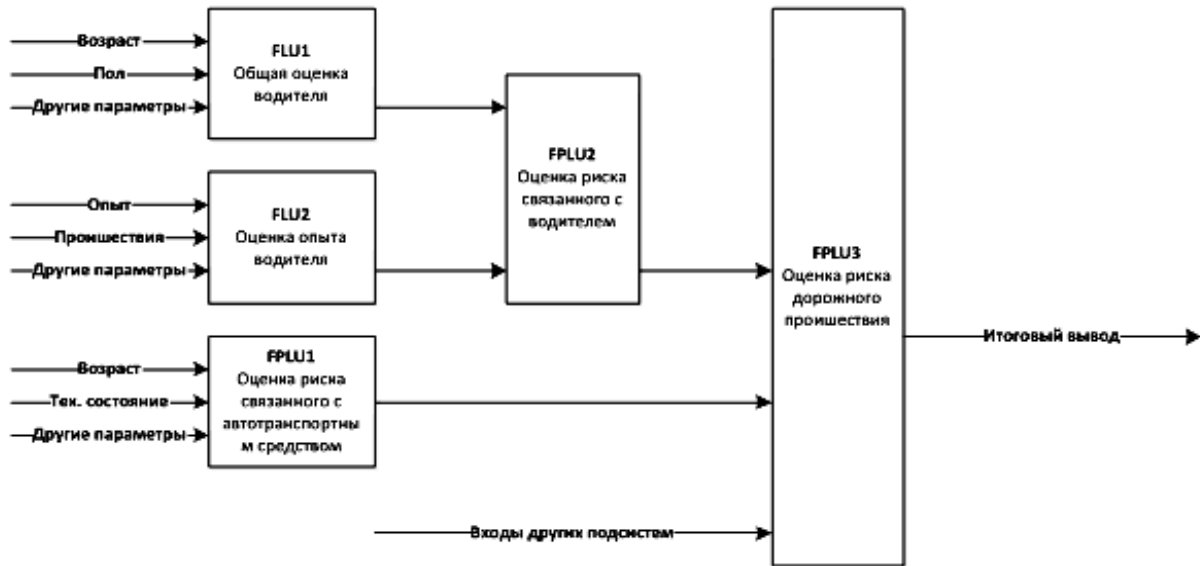 Возраст
Пол
Другие параметры
FLU1
Общая оценка
водителя
Опыт
Проишествия
Другие параметры
FLU2
Оценка опыта
водителя
Возраст
Тех. состояние
Другие параметры
FPLU1
Оценка риска
связанного с
автотранспортны
м средством
FPLU2
Оценка риска
связанного с
водителем
Входы других подсистем
FPLU3
Оценка риска
дорожного
проишествия
Итоговый вывод